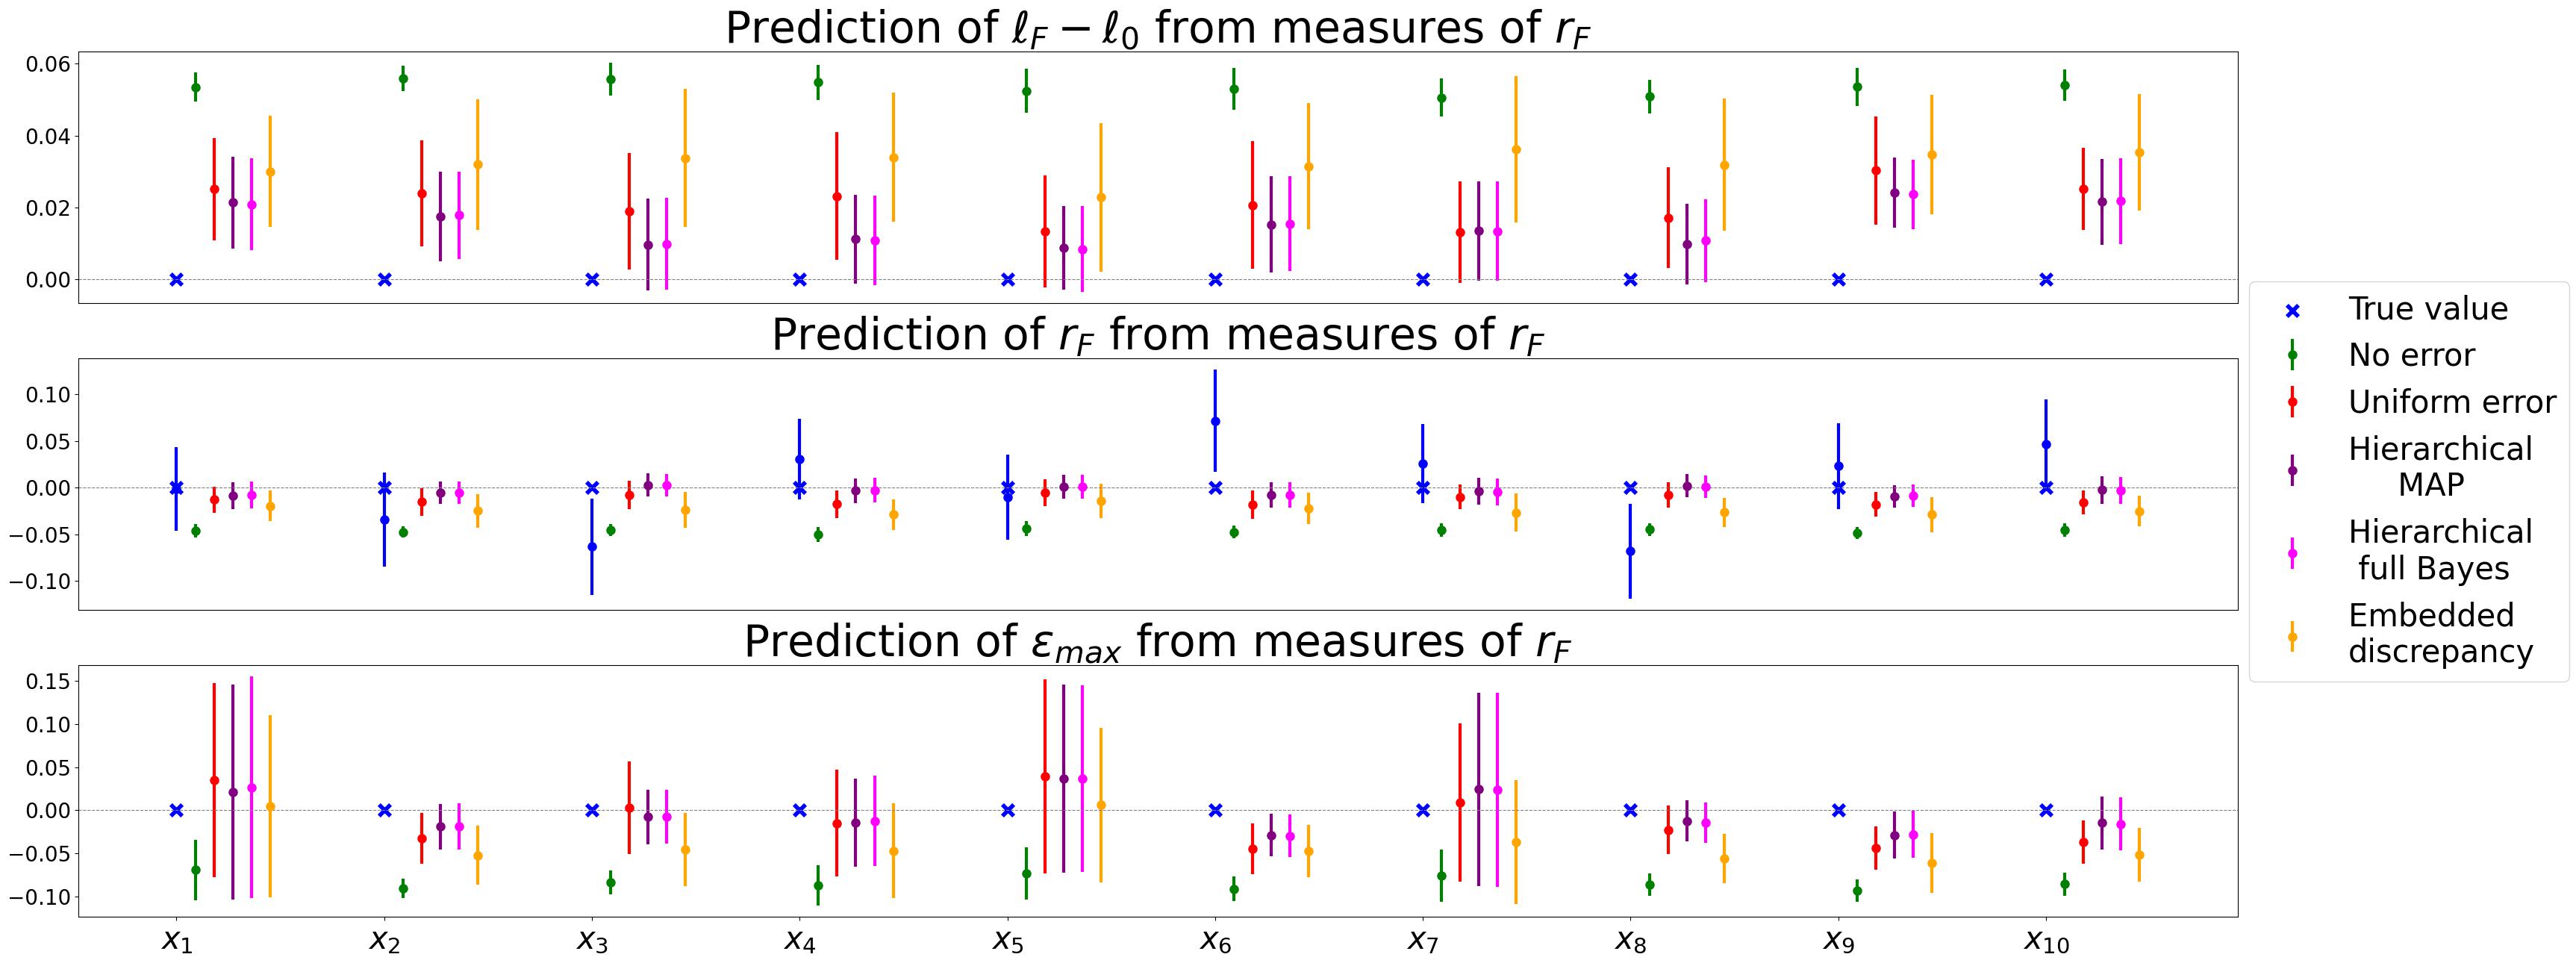 Prediction of ℓ_F − ℓ_0 from measures of r_F
0.06
0.04
0.02
0.00
Prediction of r_F from measures of r_F
0.10
0.05
0.00
−0.05
−0.10
Prediction of ε_max from measures of r_F
0.15
0.10
0.05
0.00
−0.05
−0.10
x_1 x_2 x_3 x_4 x_5 x_6 x_7 x_8 x_9 x_10
True value
No error
Uniform error
Hierarchical
MAP
Hierarchical
full Bayes
Embedded
discrepancy